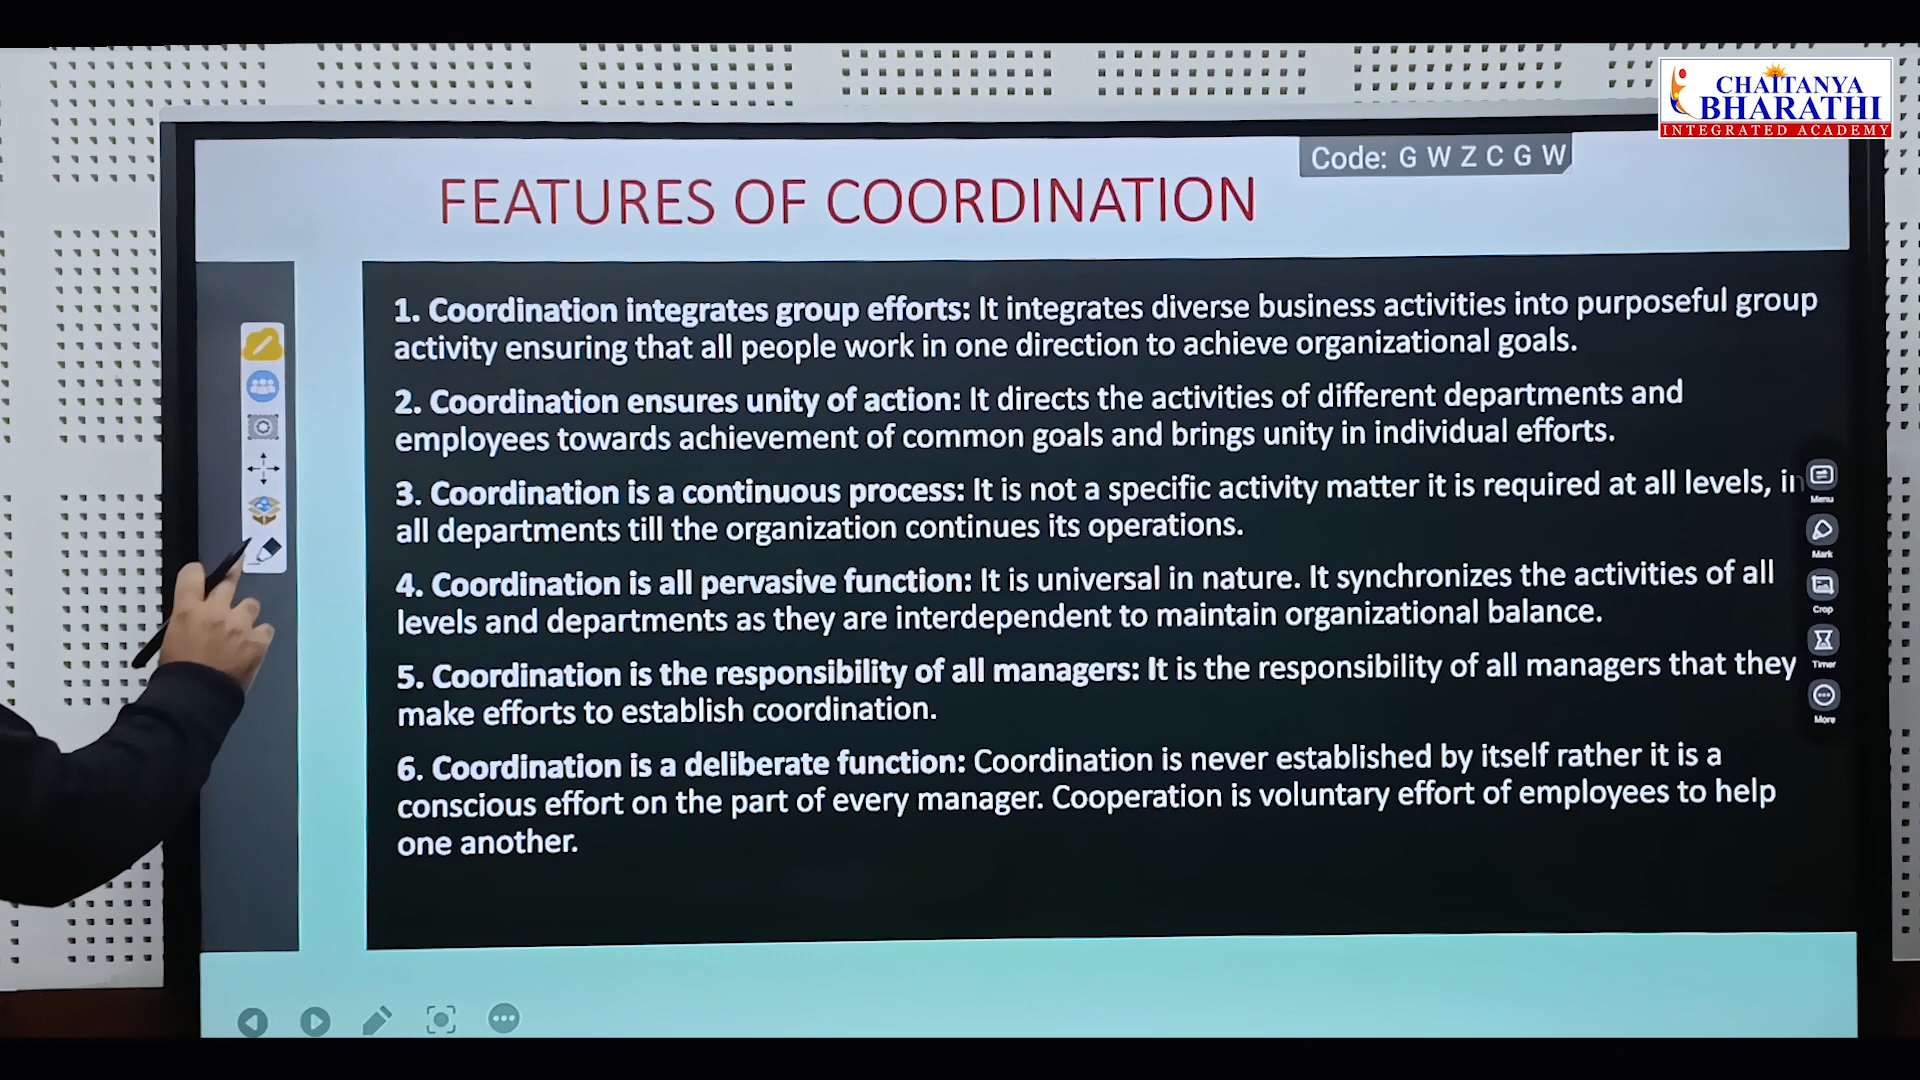 CHAITANYA
BHARATHI
INTEGRATED ACADEMY
Code: G W Z C G W
FEATURES OF COORDINATION
1. Coordination integrates group efforts: It integrates diverse business activities into purposeful group
activity ensuring that all people work in one direction to achieve organizational goals.
2. Coordination ensures unity of action: It directs the activities of different departments and
employees towards achievement of common goals and brings unity in individual efforts.
3. Coordination is a continuous process: It is not a specific activity matter it is required at all levels, in
all departments till the organization continues its operations.
4. Coordination is all pervasive function: It is universal in nature. It synchronizes the activities of all
levels and departments as they are interdependent to maintain organizational balance.
5. Coordination is the responsibility of all managers: It is the responsibility of all managers that they
make efforts to establish coordination.
6. Coordination is a deliberate function: Coordination is never established by itself rather it is a
conscious effort on the part of every manager. Cooperation is voluntary effort of employees to help
one another.
Menu
Mark
Crop
Timer
More